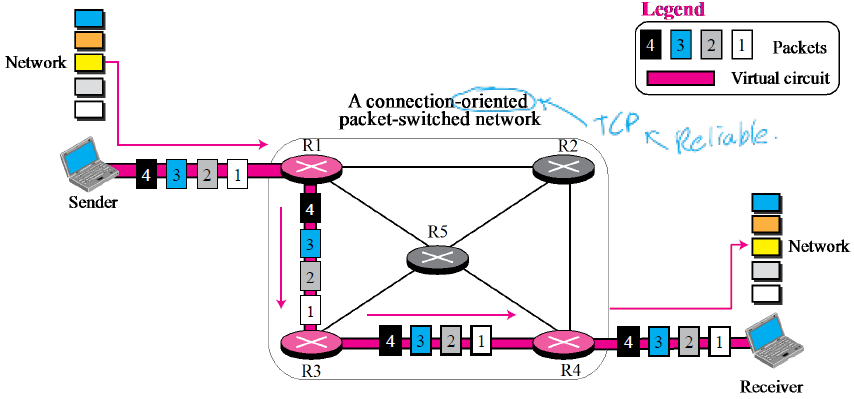 Legend
4 3 2 1 Packets
Virtual circuit
Network
A connection-oriented
packet-switched network
TCP
Reliable.
R1
R2
4 3 2 1
Sender
4
3
2
1
R5
Network
4 3 2 1
4 3 2 1
R3
R4
Receiver